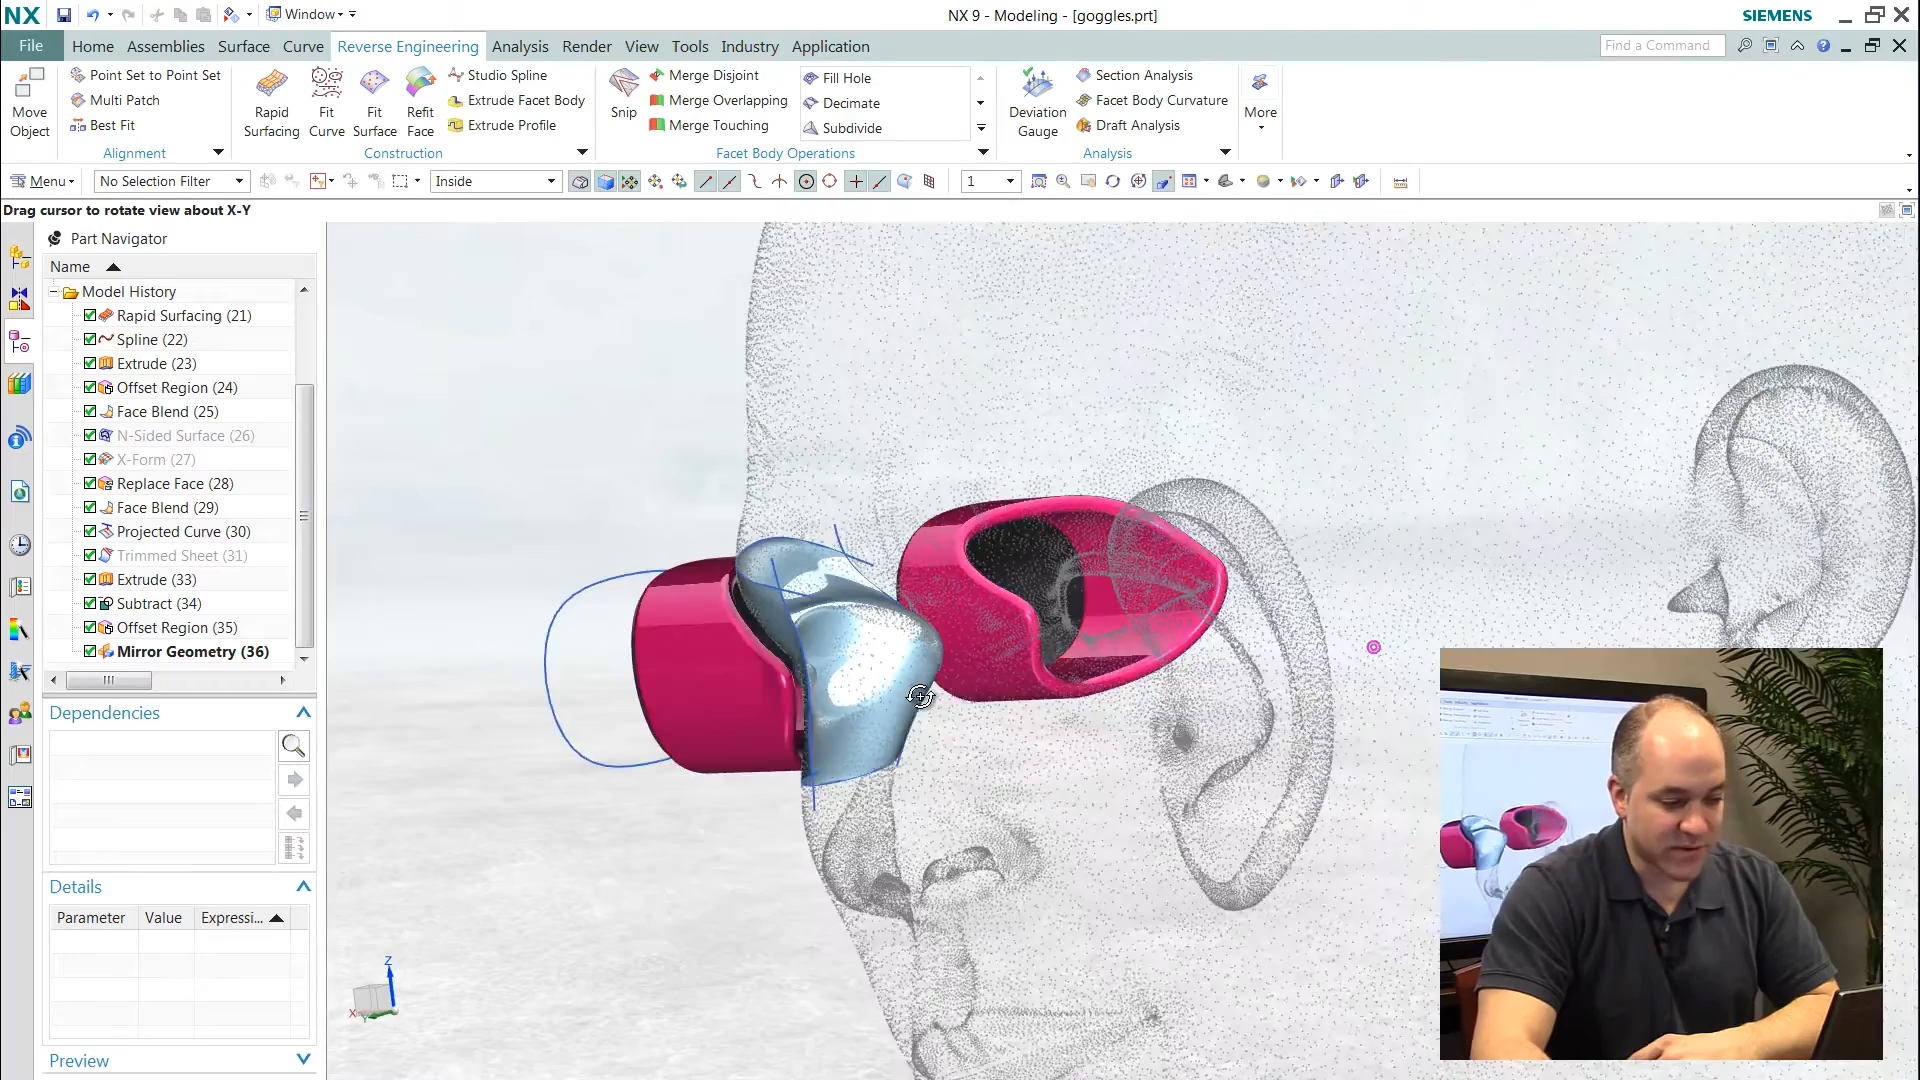 NX Window NX 9 - Modeling - [goggles.prt] SIEMENS
File Home Assemblies Surface Curve Reverse Engineering Analysis Render View Tools Industry Application Find a Command
Move Object
Point Set to Point Set
Multi Patch
Best Fit
Alignment
Rapid Surfacing
Fit Curve
Fit Surface
Refit Face
Studio Spline
Extrude Facet Body
Extrude Profile
Construction
Snip
Merge Disjoint
Merge Overlapping
Merge Touching
Fill Hole
Decimate
Subdivide
Facet Body Operations
Deviation Gauge
Section Analysis
Facet Body Curvature
Draft Analysis
Analysis
More
Menu No Selection Filter Inside 1
Drag cursor to rotate view about X-Y
Part Navigator
Name
Model History
Rapid Surfacing (21)
Spline (22)
Extrude (23)
Offset Region (24)
Face Blend (25)
N-Sided Surface (26)
X-Form (27)
Replace Face (28)
Face Blend (29)
Projected Curve (30)
Trimmed Sheet (31)
Extrude (33)
Subtract (34)
Offset Region (35)
Mirror Geometry (36)
Dependencies
Details
Parameter Value Expressi...
Preview
Z
X
Y